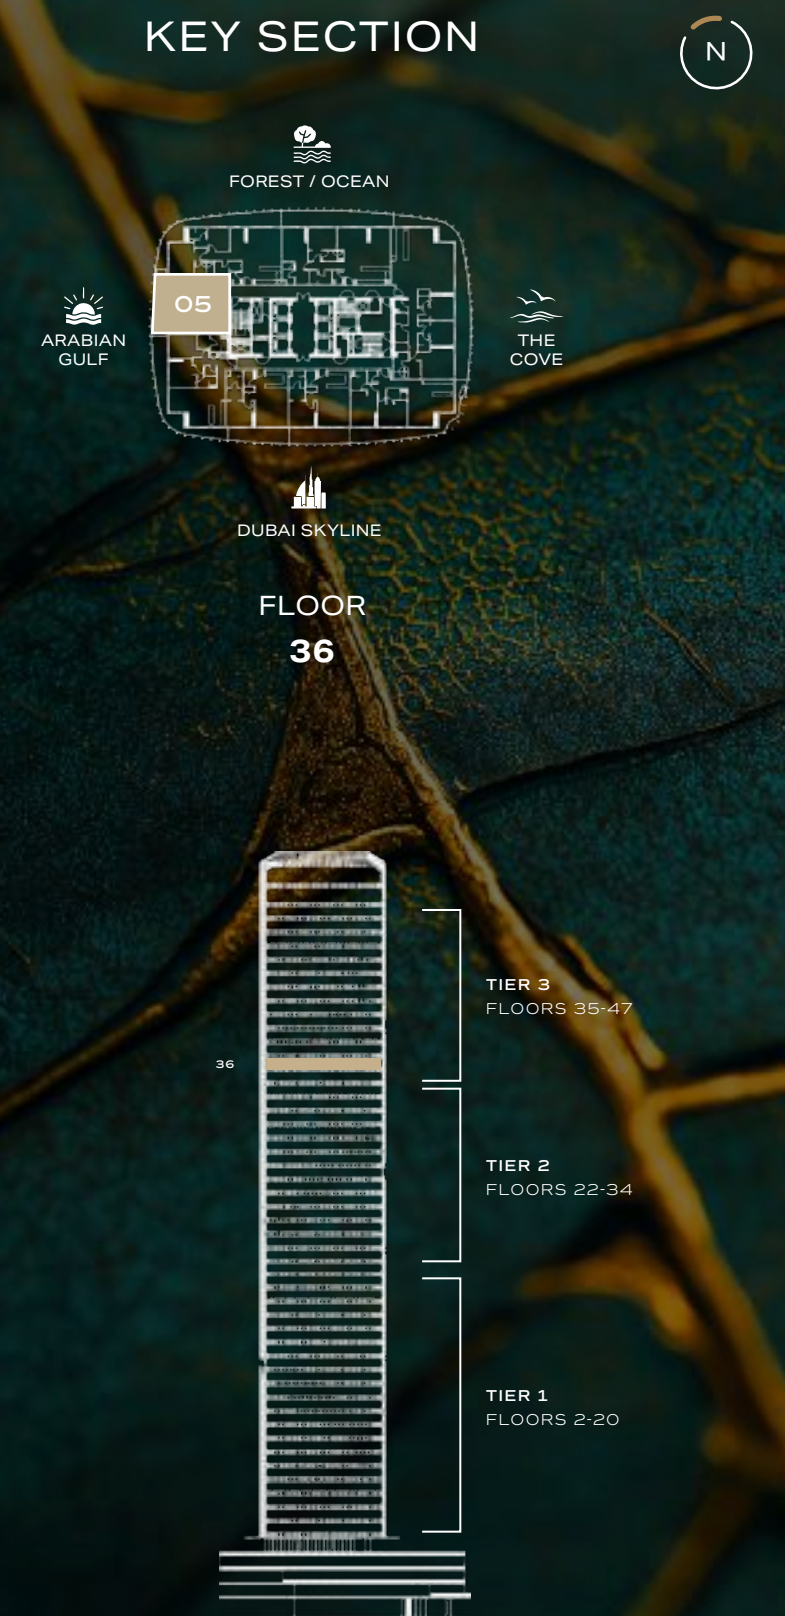 KEY SECTION
N
FOREST / OCEAN
05
ARABIAN
GULF
THE
COVE
DUBAI SKYLINE
FLOOR
36
TIER 3
FLOORS 35-47
36
TIER 2
FLOORS 22-34
TIER 1
FLOORS 2-20